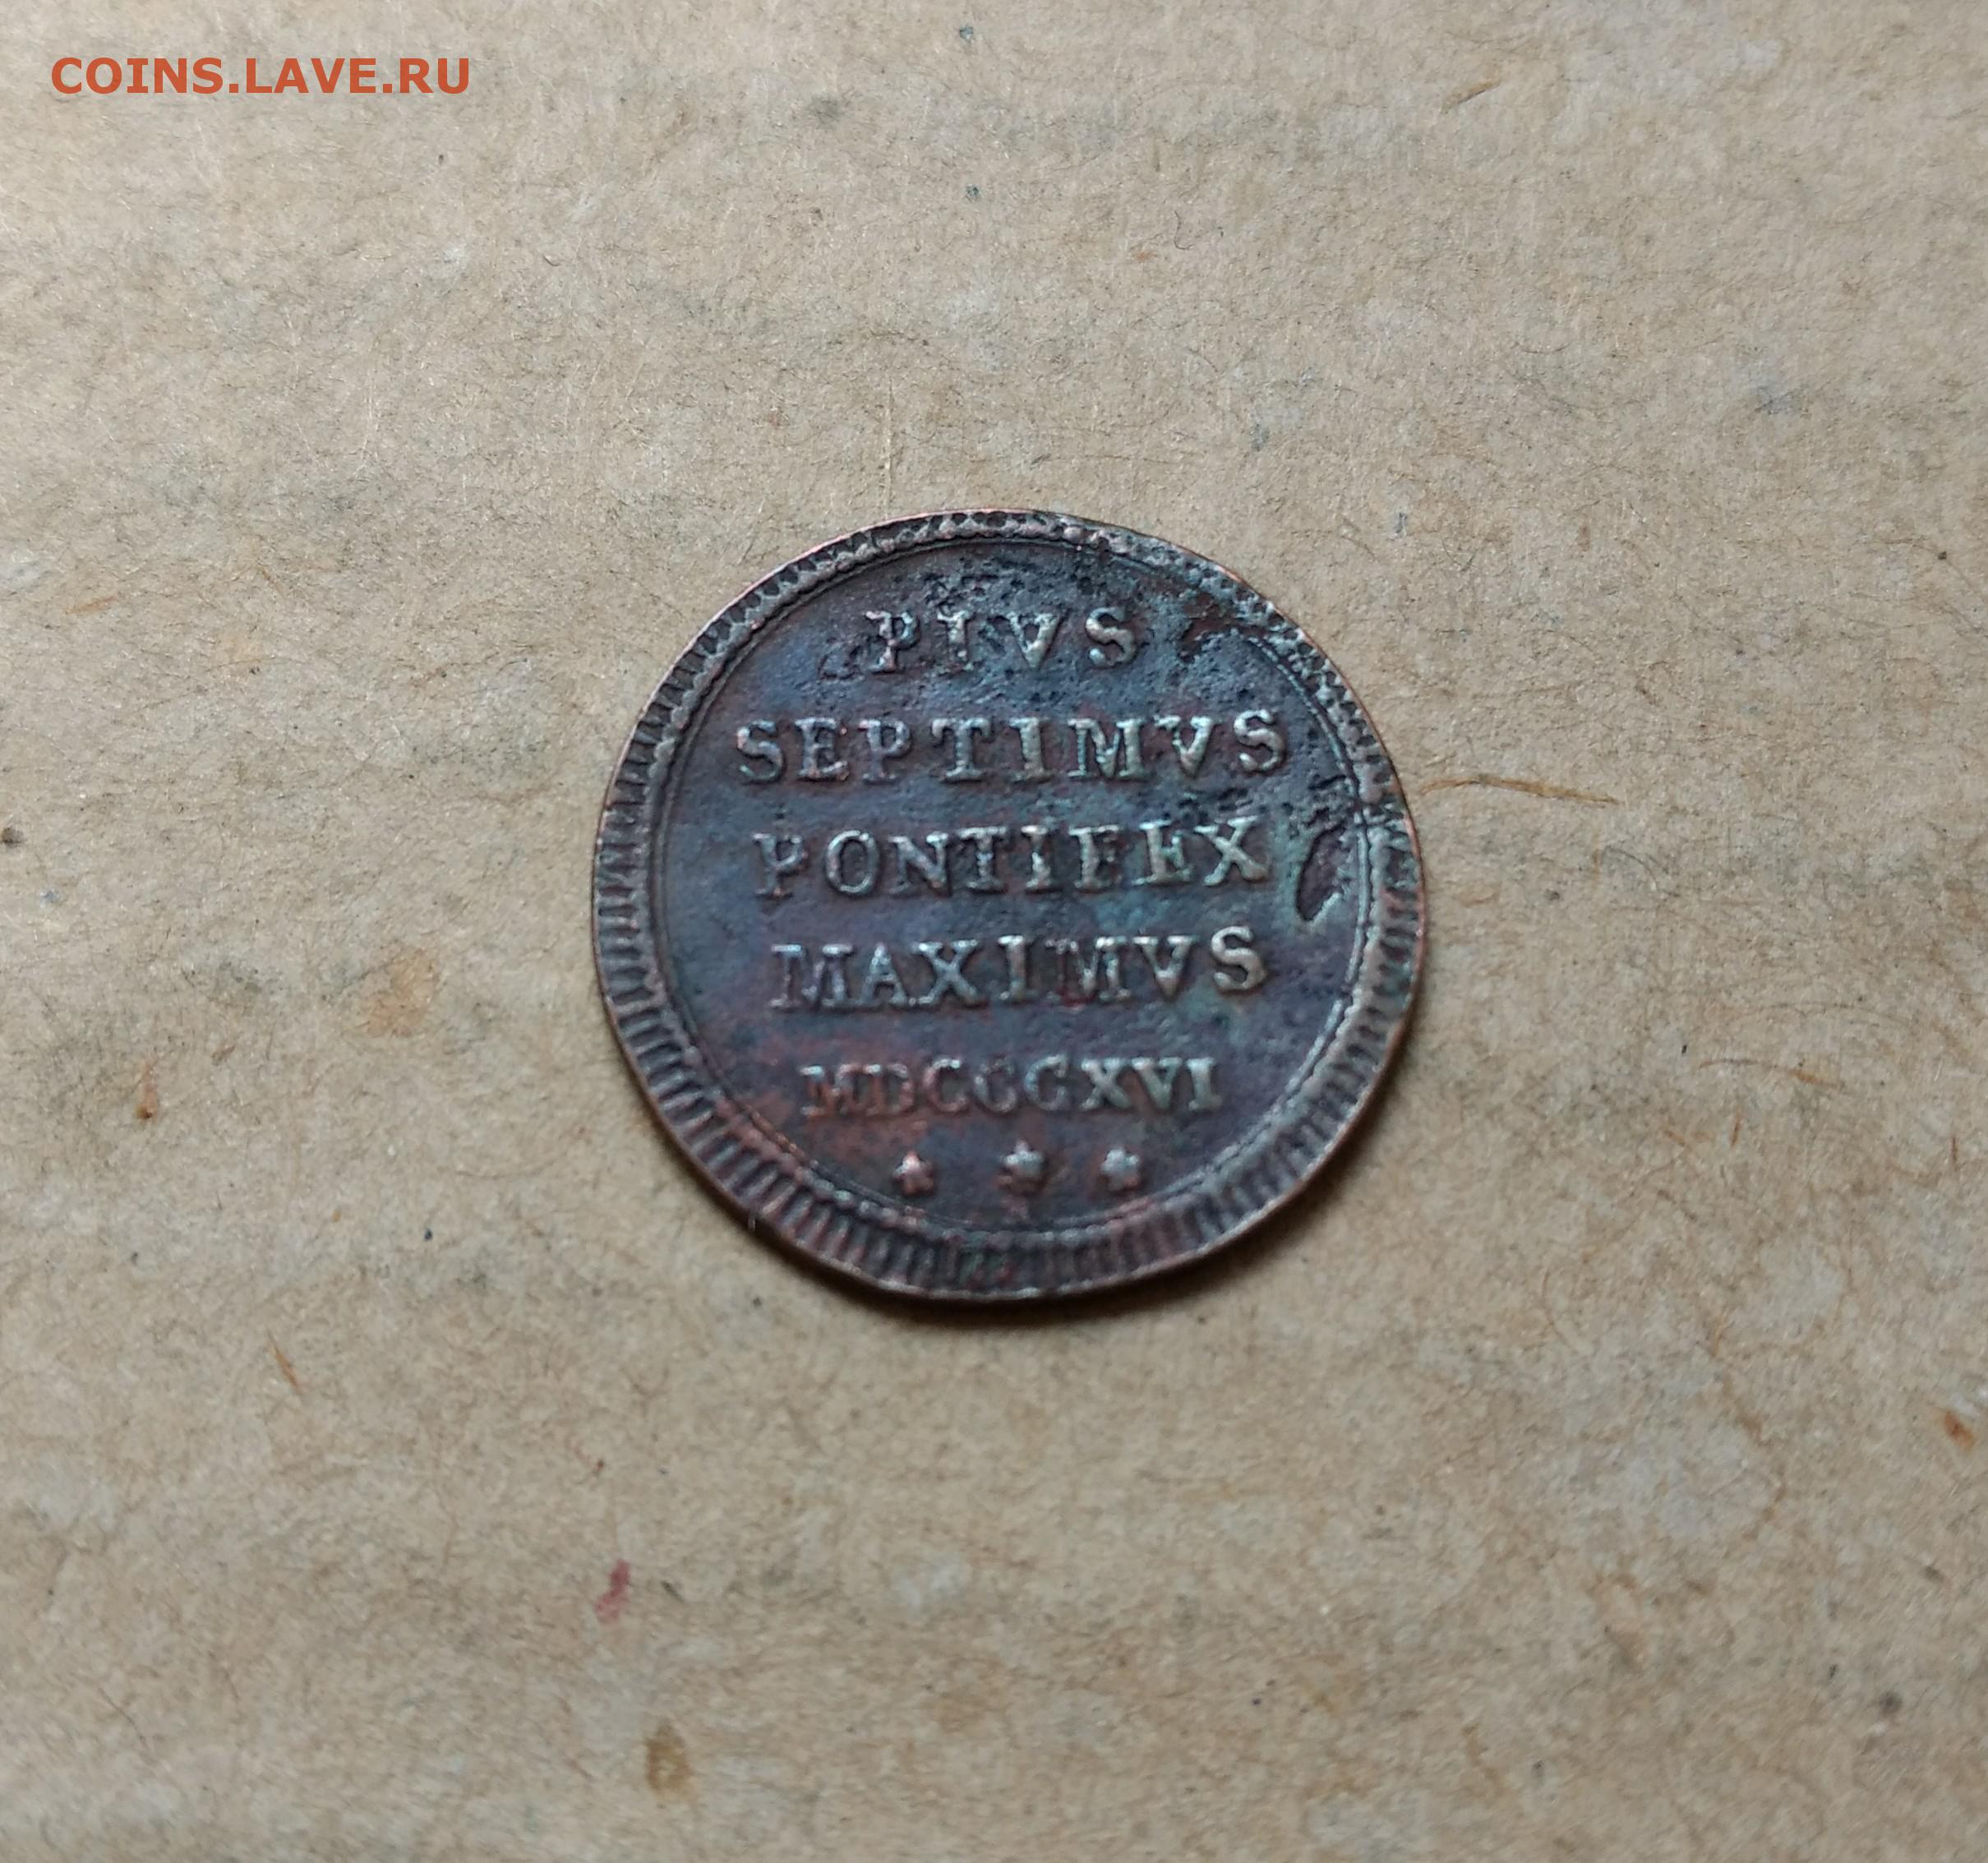 COINS.LAVE.RU
PIVS
SEPTIMVS
PONTIFEX
MAXIMVS
MDCCCXVI